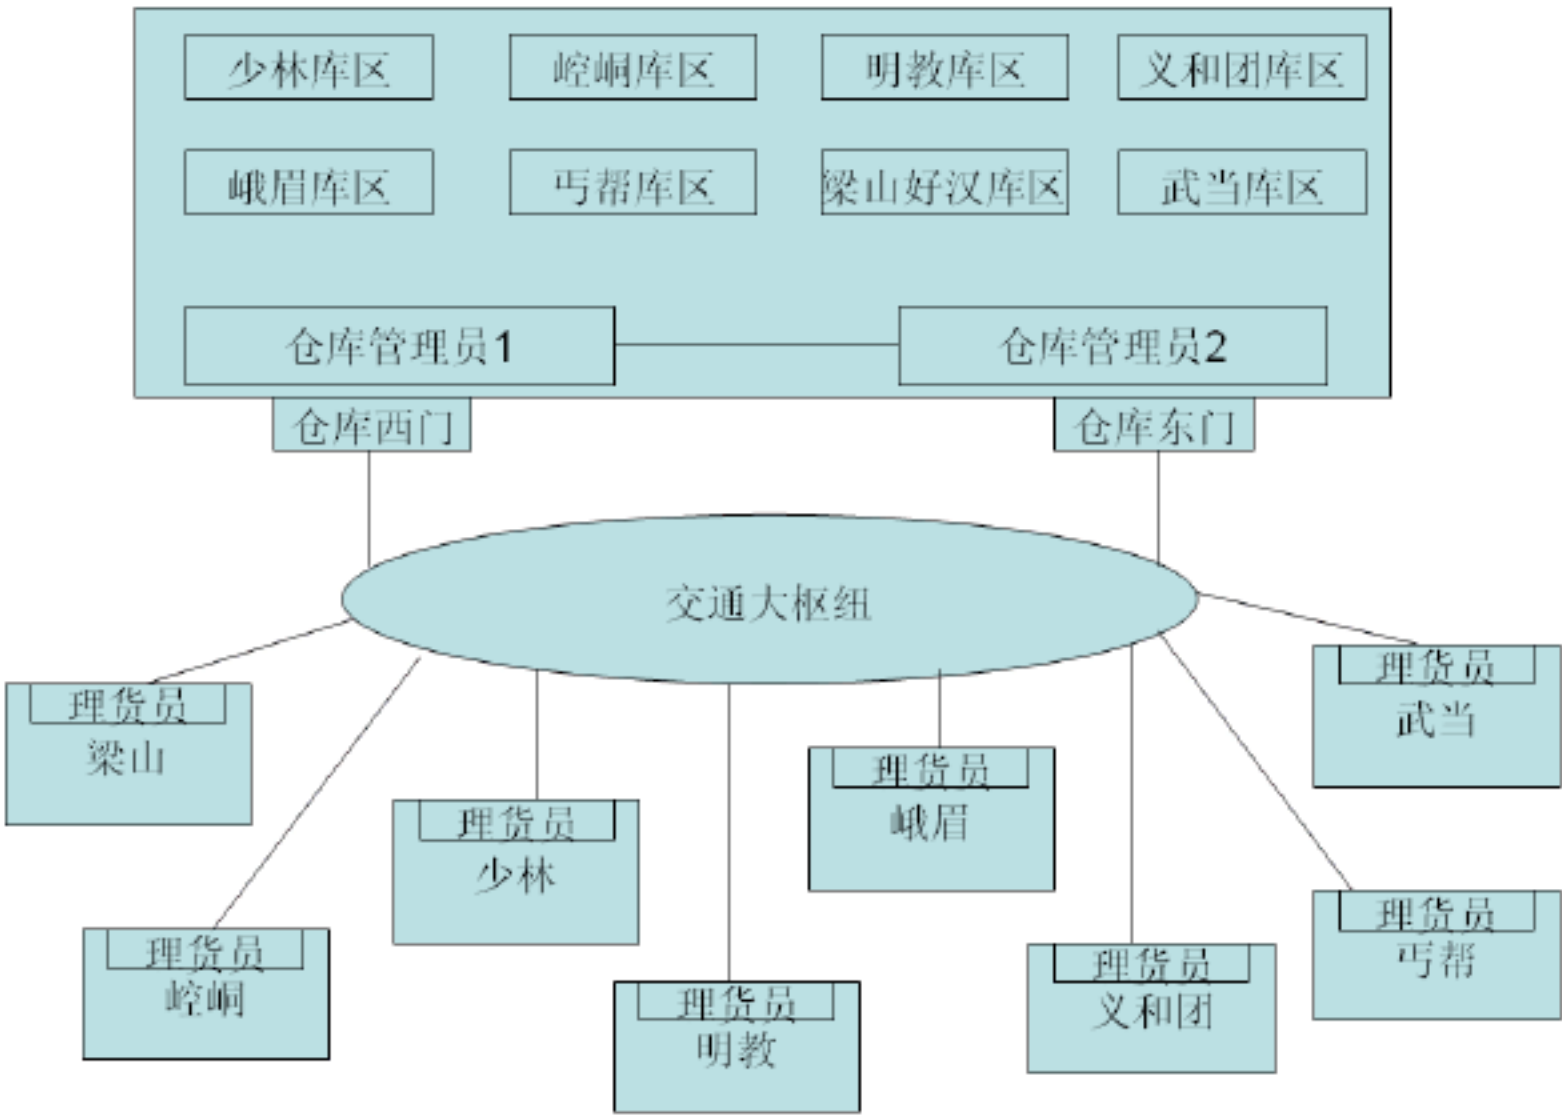 少林库区
崆峒库区
明教库区
义和团库区
峨眉库区
丐帮库区
梁山好汉库区
武当库区
仓库管理员1
仓库管理员2
仓库西门
仓库东门
交通大枢纽
理货员
梁山
理货员
武当
理货员
峨眉
理货员
少林
理货员
崆峒
理货员
丐帮
理货员
义和团
理货员
明教